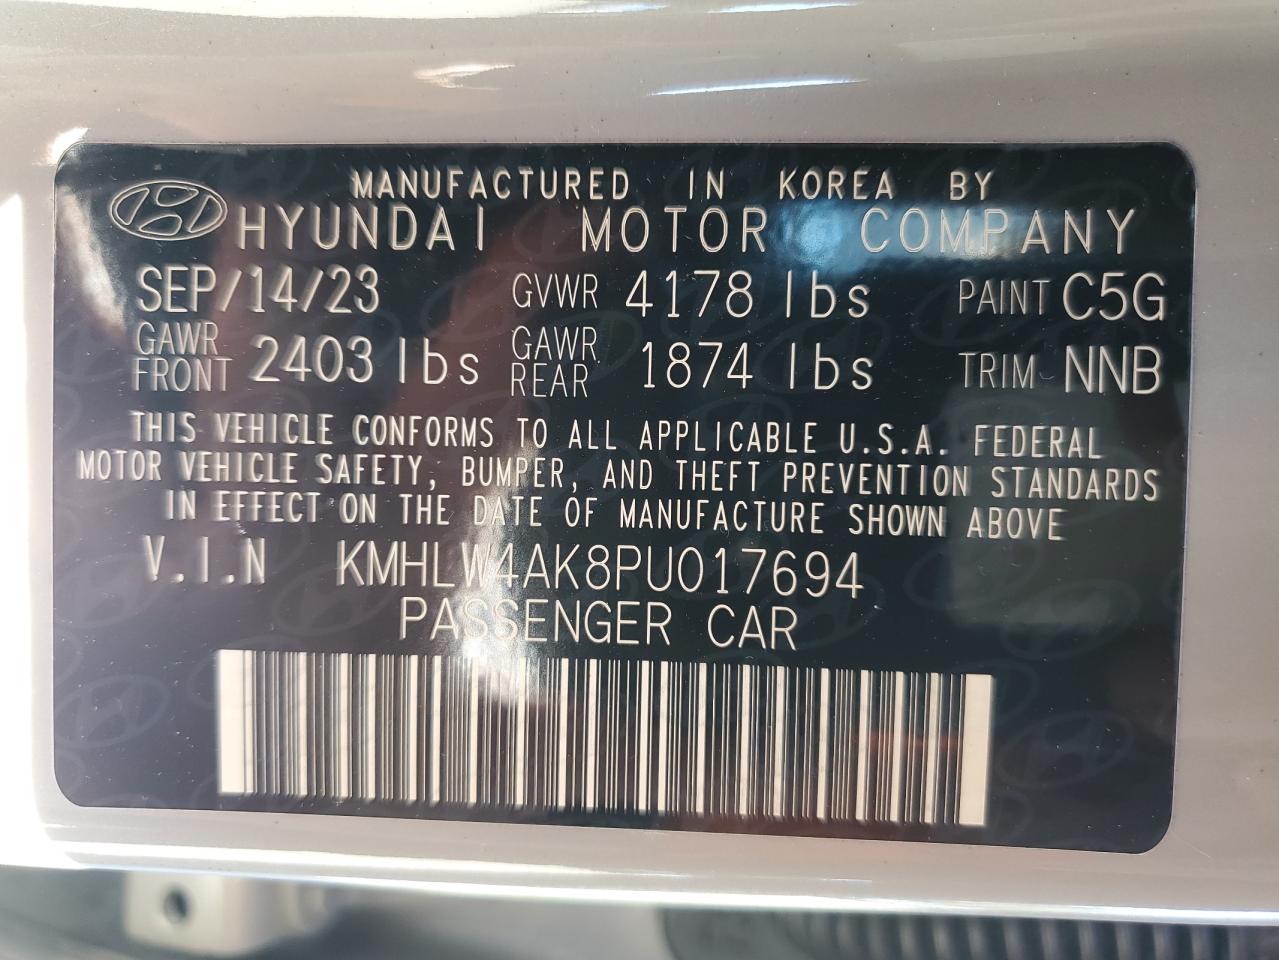 MANUFACTURED IN KOREA BY
HYUNDAI MOTOR COMPANY
SEP/14/23 GVWR 4178 lbs PAINT C5G
GAWR FRONT 2403 lbs GAWR REAR 1874 lbs TRIM NNB
THIS VEHICLE CONFORMS TO ALL APPLICABLE U.S.A. FEDERAL
MOTOR VEHICLE SAFETY, BUMPER, AND THEFT PREVENTION STANDARDS
IN EFFECT ON THE DATE OF MANUFACTURE SHOWN ABOVE
V.I.N KMHLW4AK8PU017694
PASSENGER CAR